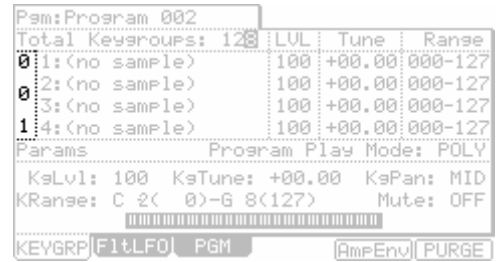 Pgm:Program 002
Total Keygroups: 128 LVL Tune Range
0 1:(no sample) 100 +00.00 000-127
0 2:(no sample) 100 +00.00 000-127
3:(no sample) 100 +00.00 000-127
1 4:(no sample) 100 +00.00 000-127
Params Program Play Mode: POLY
KgLvl: 100 KgTune: +00.00 KgPan: MID
KRange: C 2( 0)-G 8(127) Mute: OFF
KEYGRP FltLFO PGM AmpEnv PURGE